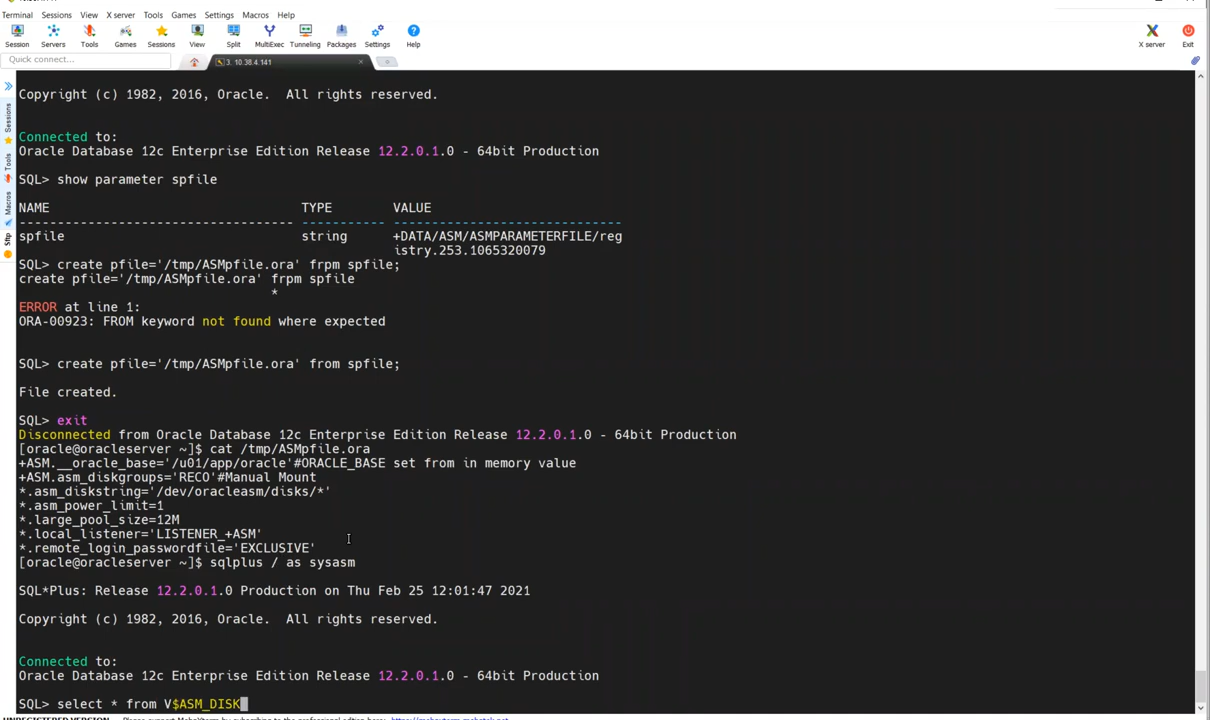 Terminal Sessions View X server Tools Games Settings Macros Help
Session Servers Tools Games Sessions View Split MultiExec Tunneling Packages Settings Help X server Exit
Quick connect...
3. 10.38.4.141
Sessions
Tools
Macros
Sftp
Copyright (c) 1982, 2016, Oracle.  All rights reserved.
Connected to:
Oracle Database 12c Enterprise Edition Release 12.2.0.1.0 - 64bit Production
SQL> show parameter spfile
NAME                                 TYPE        VALUE
------------------------------------ ----------- ------------------------------
spfile                               string      +DATA/ASM/ASMPARAMETERFILE/reg
istry.253.1065320079
SQL> create pfile='/tmp/ASMpfile.ora' frpm spfile;
create pfile='/tmp/ASMpfile.ora' frpm spfile
*
ERROR at line 1:
ORA-00923: FROM keyword not found where expected
SQL> create pfile='/tmp/ASMpfile.ora' from spfile;
File created.
SQL> exit
Disconnected from Oracle Database 12c Enterprise Edition Release 12.2.0.1.0 - 64bit Production
[oracle@oracleserver ~]$ cat /tmp/ASMpfile.ora
+ASM.__oracle_base='/u01/app/oracle'#ORACLE_BASE set from in memory value
+ASM.asm_diskgroups='RECO'#Manual Mount
*.asm_diskstring='/dev/oracleasm/disks/*'
*.asm_power_limit=1
*.large_pool_size=12M
*.local_listener='LISTENER_+ASM'
*.remote_login_passwordfile='EXCLUSIVE'
[oracle@oracleserver ~]$ sqlplus / as sysasm
SQL*Plus: Release 12.2.0.1.0 Production on Thu Feb 25 12:01:47 2021
Copyright (c) 1982, 2016, Oracle.  All rights reserved.
Connected to:
Oracle Database 12c Enterprise Edition Release 12.2.0.1.0 - 64bit Production
SQL> select * from V$ASM_DISK